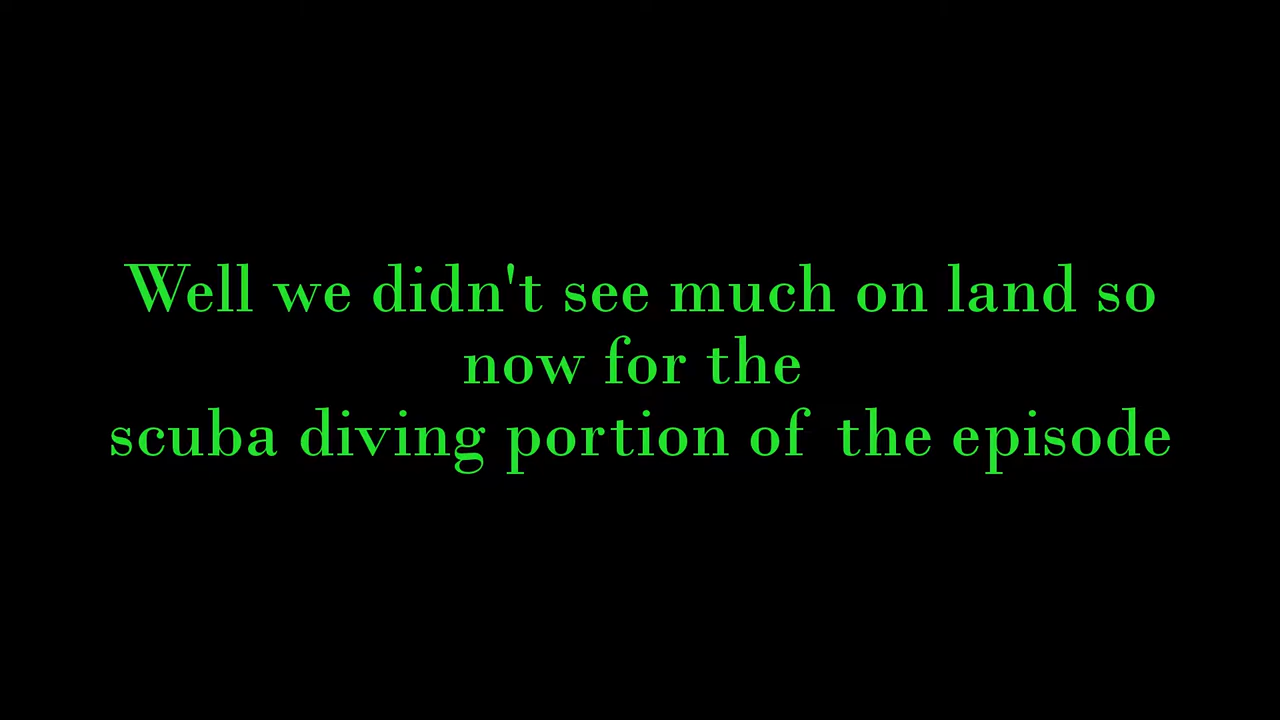 Well we didn't see much on land so
now for the
scuba diving portion of  the episode